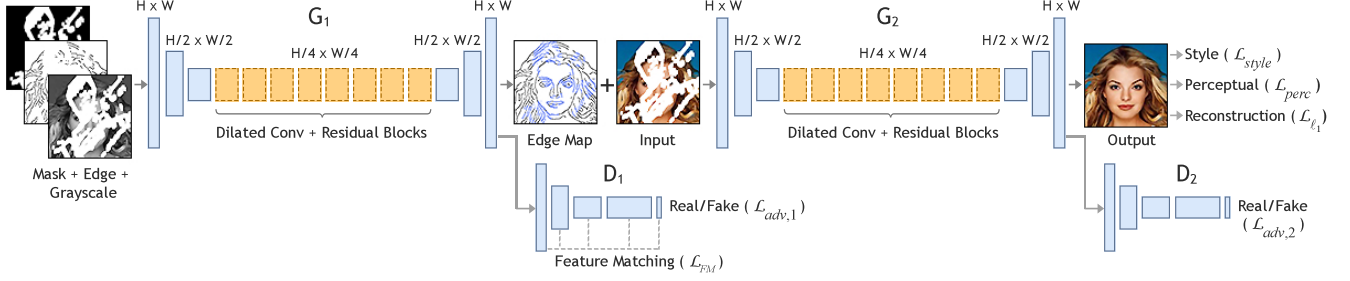 H x W
G1
H/2 x W/2
H/4 x W/4
H/2 x W/2
H x W
Dilated Conv + Residual Blocks
Mask + Edge +
Grayscale
Edge Map
+
Input
H x W
G2
H/2 x W/2
H/4 x W/4
H/2 x W/2
H x W
Dilated Conv + Residual Blocks
Output
Style ( ℒstyle )
Perceptual ( ℒperc )
Reconstruction ( ℒℓ1 )
D1
Real/Fake ( ℒadv,1 )
Feature Matching ( ℒFM )
D2
Real/Fake
( ℒadv,2 )